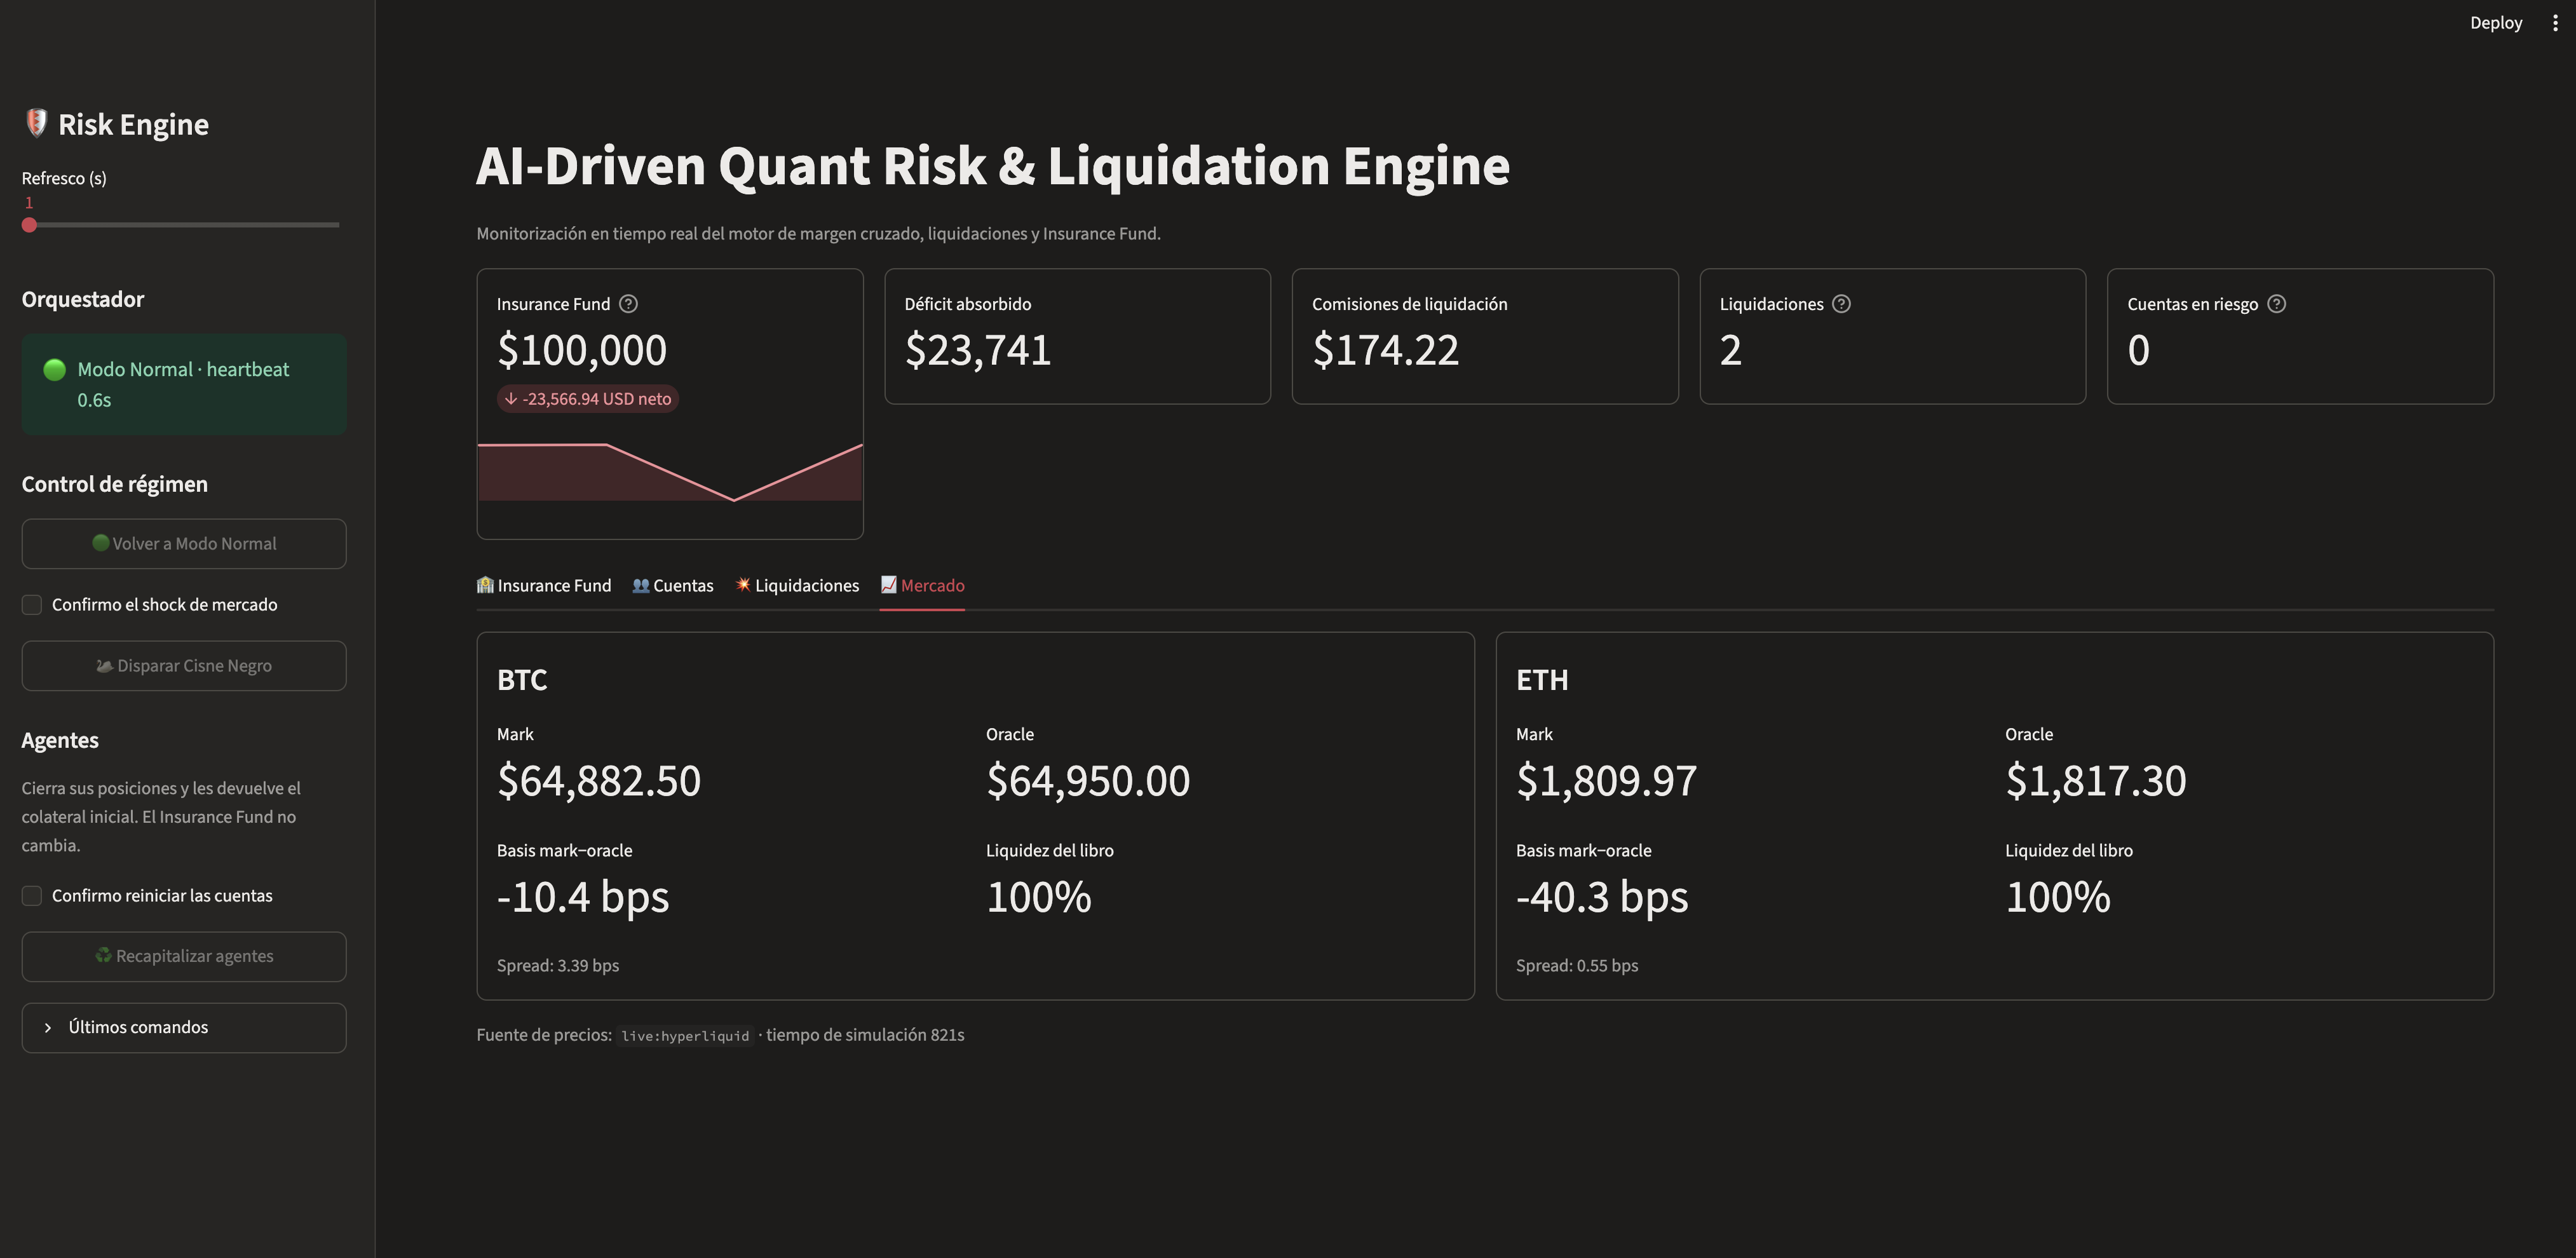 Deploy
Risk Engine
Refresco (s)
1
Orquestador
Modo Normal · heartbeat
0.6s
Control de régimen
Volver a Modo Normal
Confirmo el shock de mercado
Disparar Cisne Negro
Agentes
Cierra sus posiciones y les devuelve el
colateral inicial. El Insurance Fund no
cambia.
Confirmo reiniciar las cuentas
Recapitalizar agentes
Últimos comandos
AI-Driven Quant Risk & Liquidation Engine
Monitorización en tiempo real del motor de margen cruzado, liquidaciones y Insurance Fund.
Insurance Fund
$100,000
↓ -23,566.94 USD neto
Déficit absorbido
$23,741
Comisiones de liquidación
$174.22
Liquidaciones
2
Cuentas en riesgo
0
Insurance Fund
Cuentas
Liquidaciones
Mercado
BTC
Mark
$64,882.50
Oracle
$64,950.00
Basis mark−oracle
-10.4 bps
Liquidez del libro
100%
Spread: 3.39 bps
ETH
Mark
$1,809.97
Oracle
$1,817.30
Basis mark−oracle
-40.3 bps
Liquidez del libro
100%
Spread: 0.55 bps
Fuente de precios: live:hyperliquid · tiempo de simulación 821s